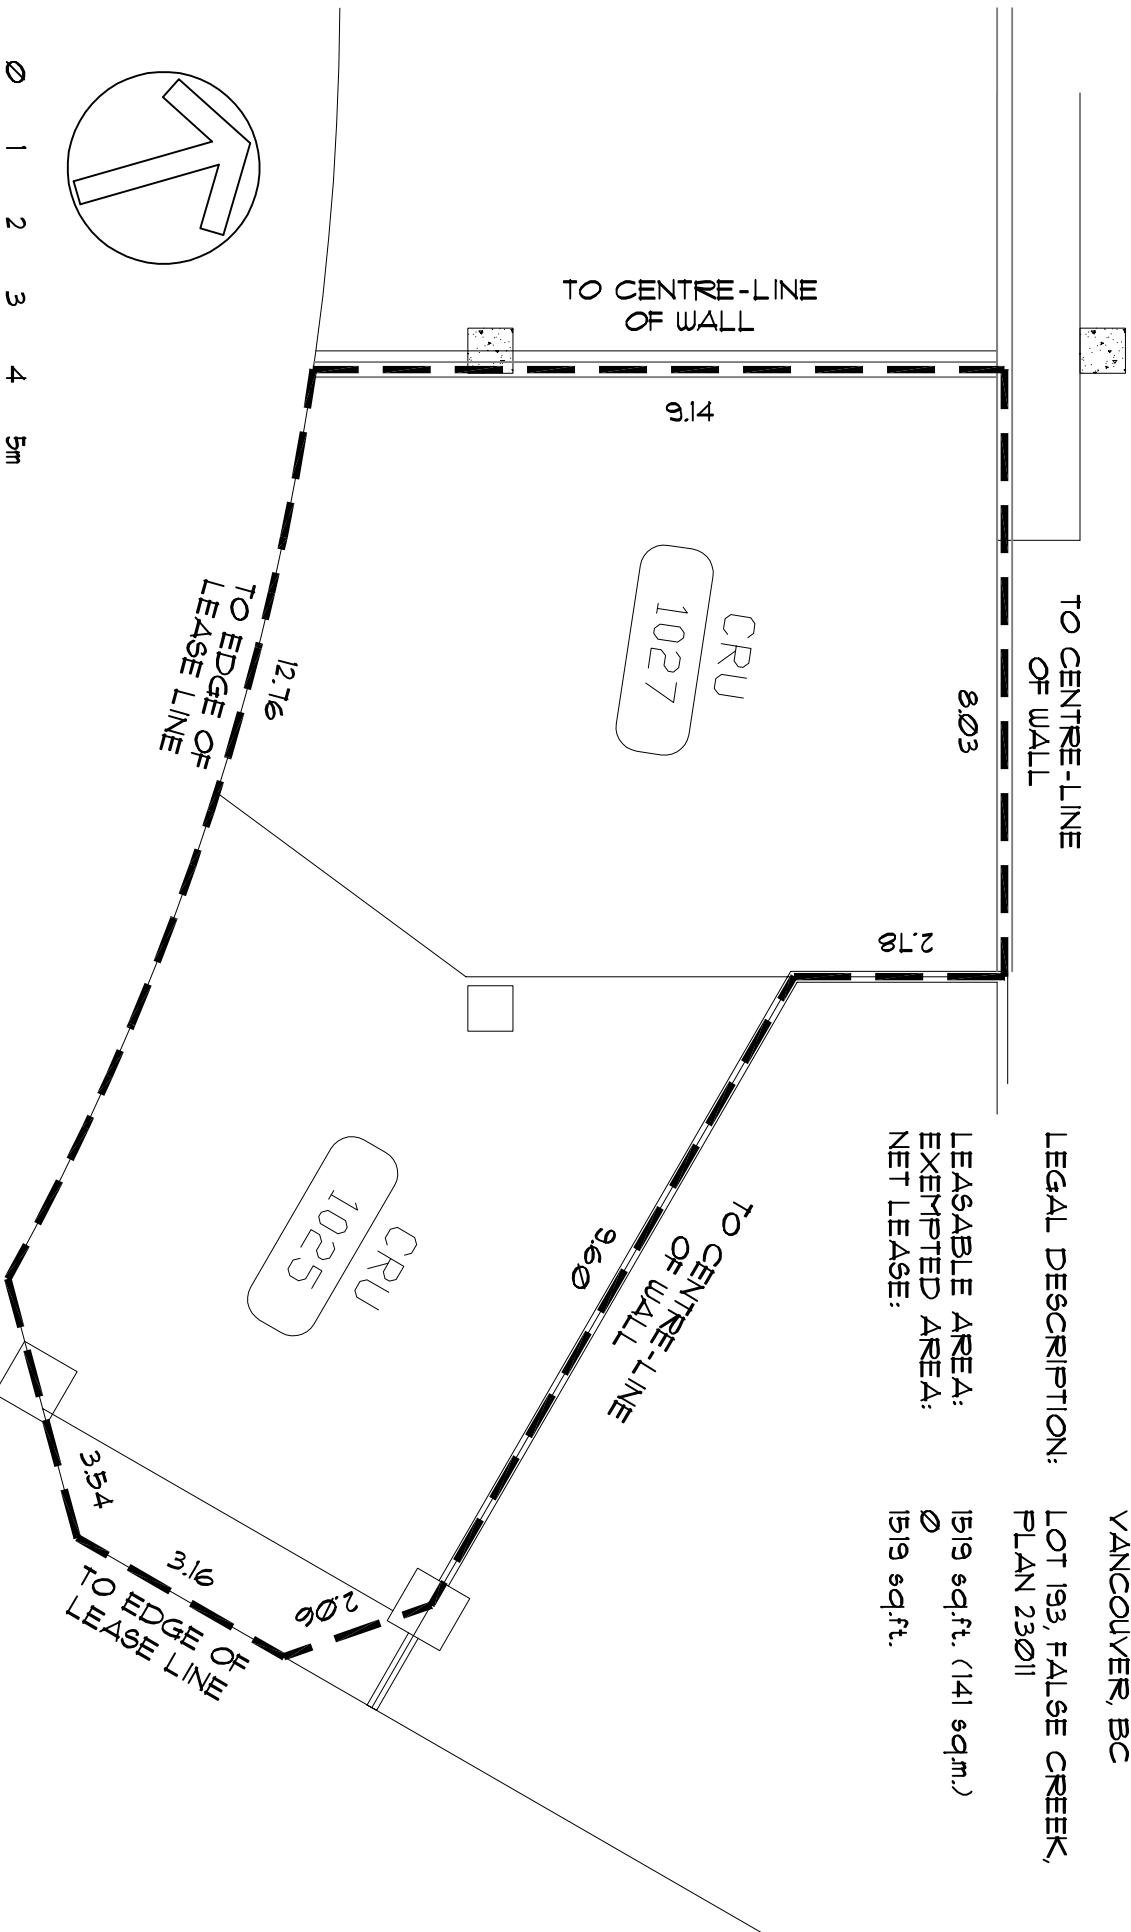 VANCOUVER, BC
LEGAL DESCRIPTION: LOT 193, FALSE CREEK,
PLAN 23011
LEASABLE AREA: 1519 sq.ft. (141 sq.m.)
EXEMPTED AREA: Ø
NET LEASE: 1519 sq.ft.
TO CENTRE-LINE
OF WALL
TO CENTRE-LINE
OF WALL
9.14
8.03
2.78
CRU
1027
12.76
TO EDGE OF
LEASE LINE
TO CENTRE-LINE
OF WALL
9.60
CRU
1025
3.54
3.16
2.06
TO EDGE OF
LEASE LINE
Ø 1 2 3 4 5m